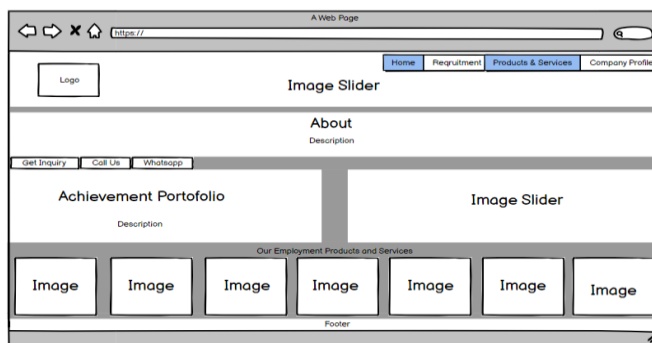 A Web Page
https://
Home Reqruitment Products & Services Company Profile
Logo
Image Slider
About
Description
Get Inquiry Call Us Whatsapp
Achievement Portofolio
Image Slider
Description
Our Employment Products and Services
Image Image Image Image Image Image Image
Footer